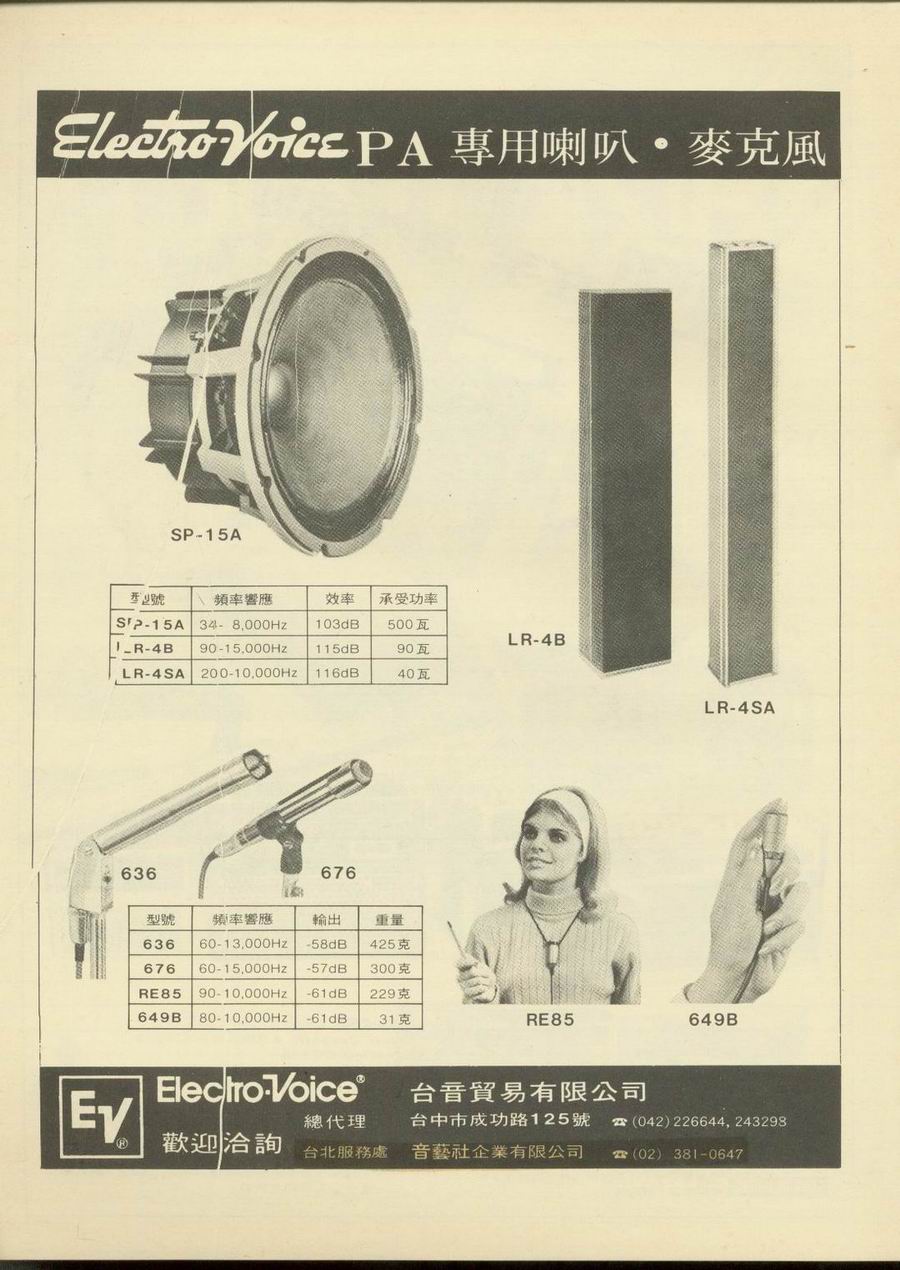 Electro-Voice PA 專用喇叭・麥克風
SP-15A
LR-4B
LR-4SA
型號 頻率響應 效率 承受功率
SP-15A 34- 8,000Hz 103dB 500瓦
LR-4B 90-15,000Hz 115dB 90瓦
LR-4SA 200-10,000Hz 116dB 40瓦
636
676
型號 頻率響應 輸出 重量
636 60-13,000Hz -58dB 425克
676 60-15,000Hz -57dB 300克
RE85 90-10,000Hz -61dB 229克
649B 80-10,000Hz -61dB 31克
RE85
649B
EV®
Electro-Voice®
歡迎洽詢
台音貿易有限公司
總代理 台中市成功路125號 ☎(042)226644, 243298
台北服務處 音藝社企業有限公司 ☎(02) 381-0647